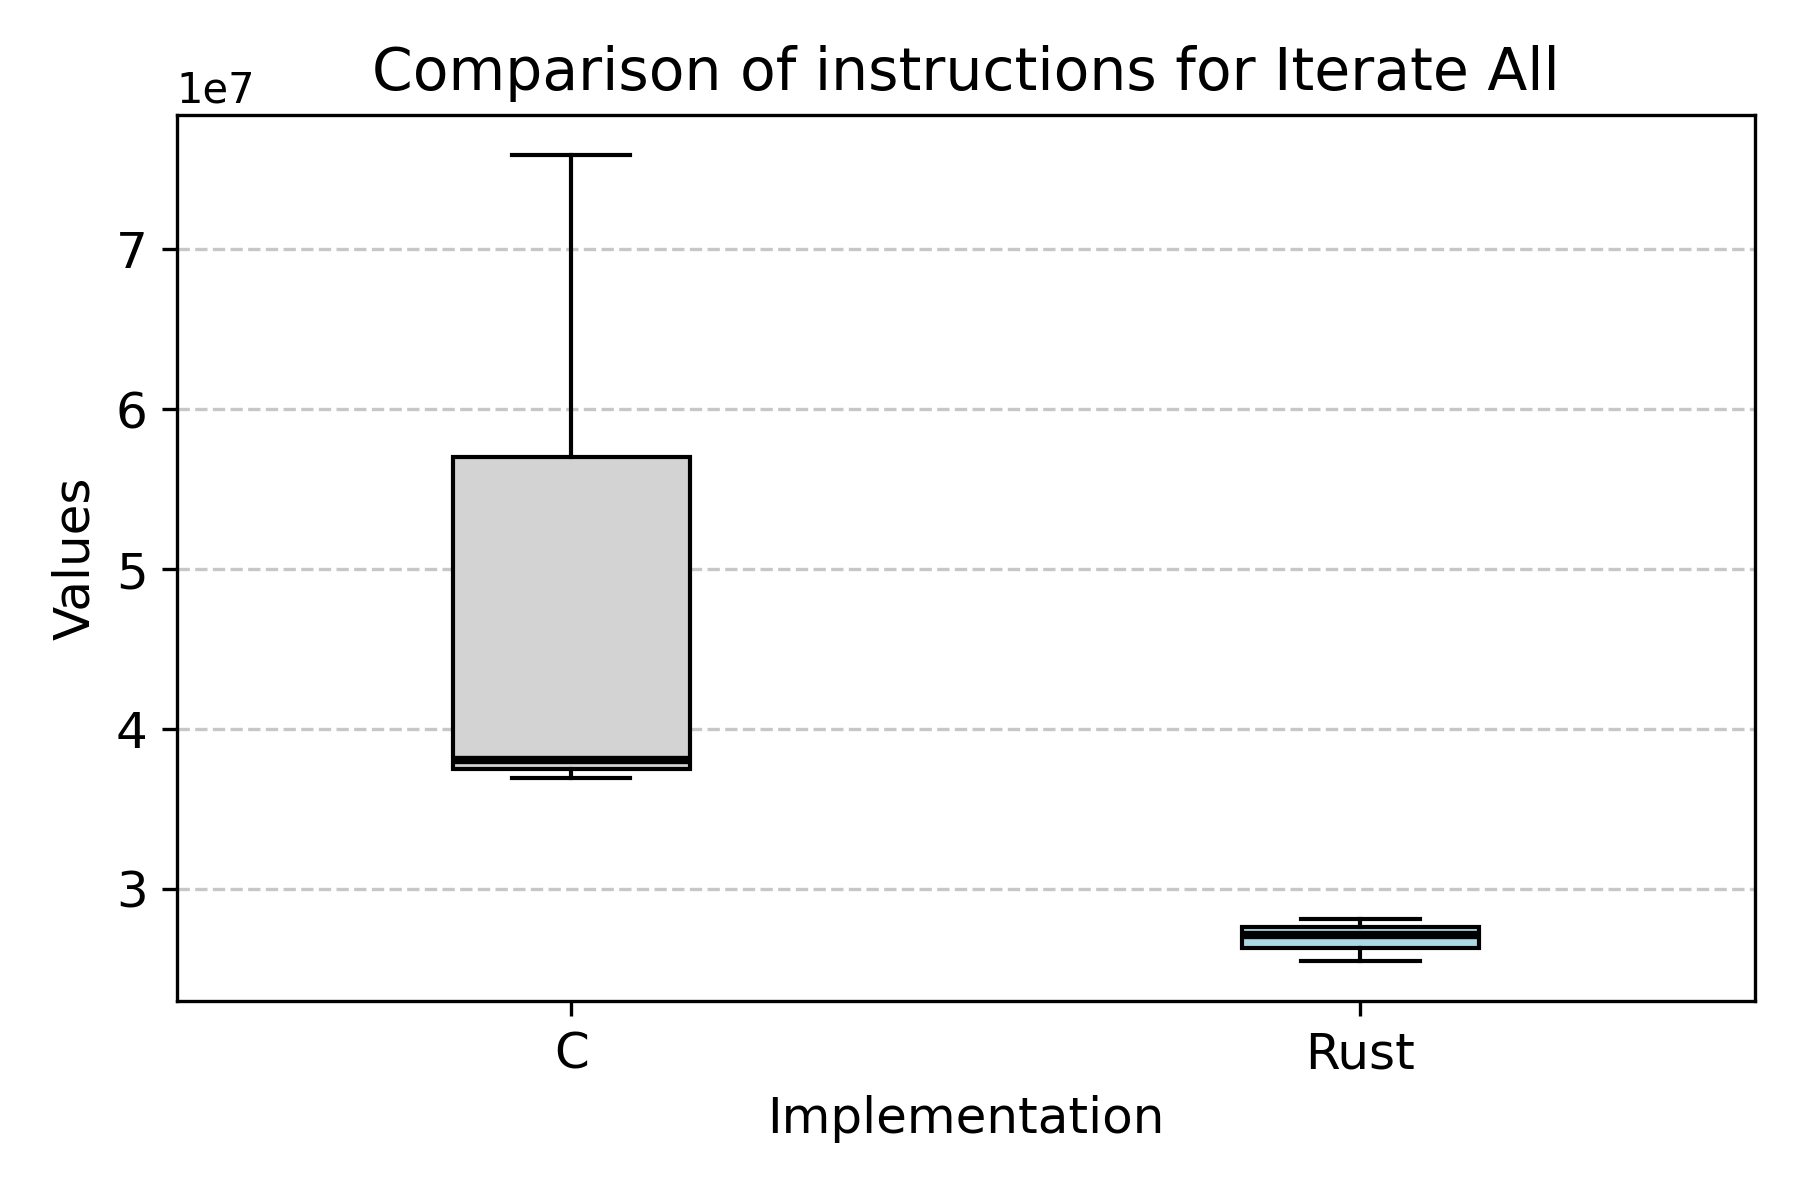 Comparison of instructions for Iterate All
1e7
7
6
5
4
3
Values
C
Rust
Implementation